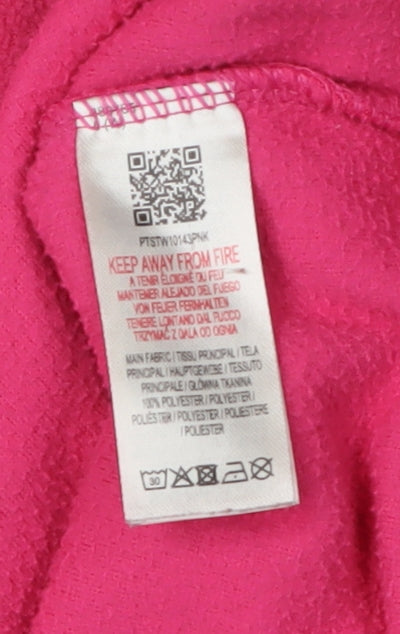 PTSTW10143PNK
KEEP AWAY FROM FIRE
A TENIR ÉLOIGNÉ DU FEU
MANTEMER ALEJADO DEL FUEGO
VON FEUER FERNHALTEN
TENERE LONTANO DAL FUOCO
TRZYMAĆ Z DALA OD OGNIA
MAIN FABRIC / TISSU PRINCIPAL / TELA
PRINCIPAL / HAUPTGEWEBE / TESSUTO
PRINCIPALE / GŁÓWNA TKANINA
100% POLYESTER / POLYESTER /
POLIÉSTER / POLYESTER / POLIESTERE
/ POLIESTER
30